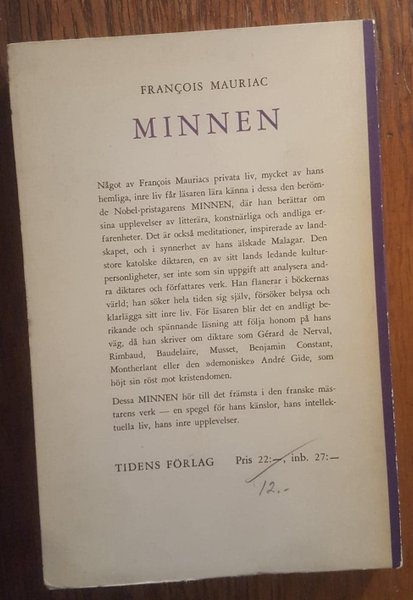 FRANÇOIS MAURIAC
MINNEN
Något av François Mauriacs privata liv, mycket av hans
hemliga, inre liv får läsaren lära känna i dessa den beröm-
de Nobel-pristagarens MINNEN, där han berättar om
sina upplevelser av litterära, konstnärliga och andliga er-
farenheter. Det är också meditationer, inspirerade av land-
skapet, och i synnerhet av hans älskade Malagar. Den
store katolske diktaren, en av sitt lands ledande kultur-
personligheter, ser inte som sin uppgift att analysera and-
ra diktares och författares verk. Han flanerar i böckernas
värld; han söker hela tiden sig själv, försöker belysa och
klarlägga sitt inre liv. För läsaren blir det en andligt be-
rikande och spännande läsning att följa honom på hans
väg, då han skriver om diktare som Gérard de Nerval,
Rimbaud, Baudelaire, Musset, Benjamin Constant,
Montherlant eller den »demoniske» André Gide, som
höjt sin röst mot kristendomen.
Dessa MINNEN hör till det främsta i den franske mäs-
tarens verk — en spegel för hans känslor, hans intellek-
tuella liv, hans inre upplevelser.
TIDENS FÖRLAG Pris 22:—, inb. 27:—
12.-